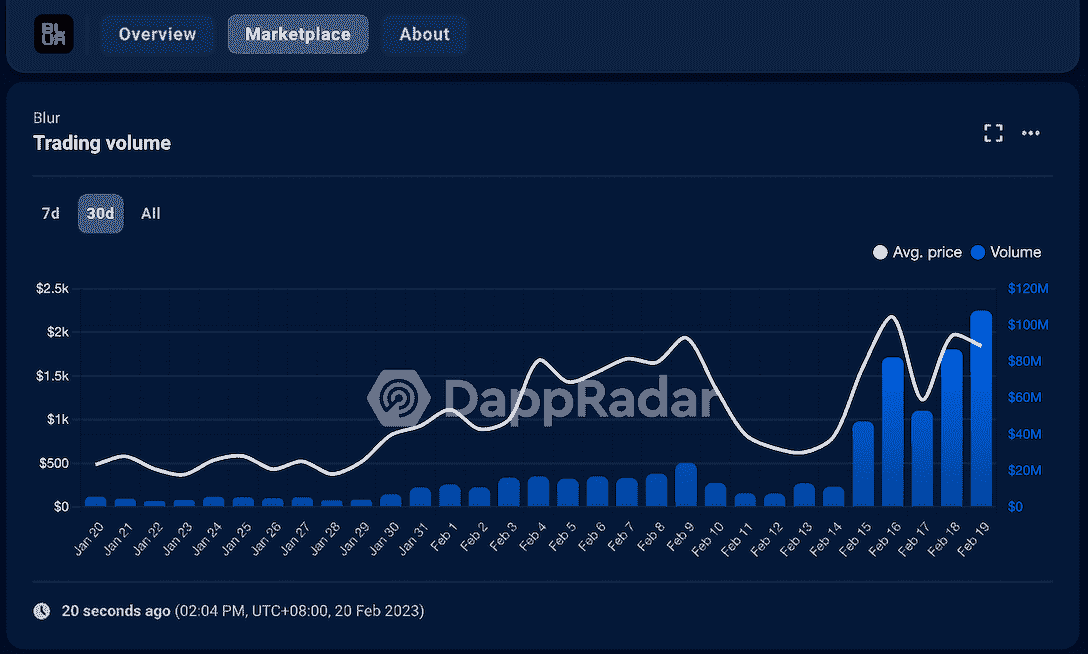 BLUR
Overview Marketplace About
Blur
Trading volume
7d 30d All
Avg. price Volume
$2.5k $120M
$2k $100M
$1.5k $80M
$1k $60M
$500 $40M
$0 $20M
$0
DappRadar
Jan 20 Jan 21 Jan 22 Jan 23 Jan 24 Jan 25 Jan 26 Jan 27 Jan 28 Jan 29 Jan 30 Jan 31 Feb 1 Feb 2 Feb 3 Feb 4 Feb 5 Feb 6 Feb 7 Feb 8 Feb 9 Feb 10 Feb 11 Feb 12 Feb 13 Feb 14 Feb 15 Feb 16 Feb 17 Feb 18 Feb 19
20 seconds ago (02:04 PM, UTC+08:00, 20 Feb 2023)